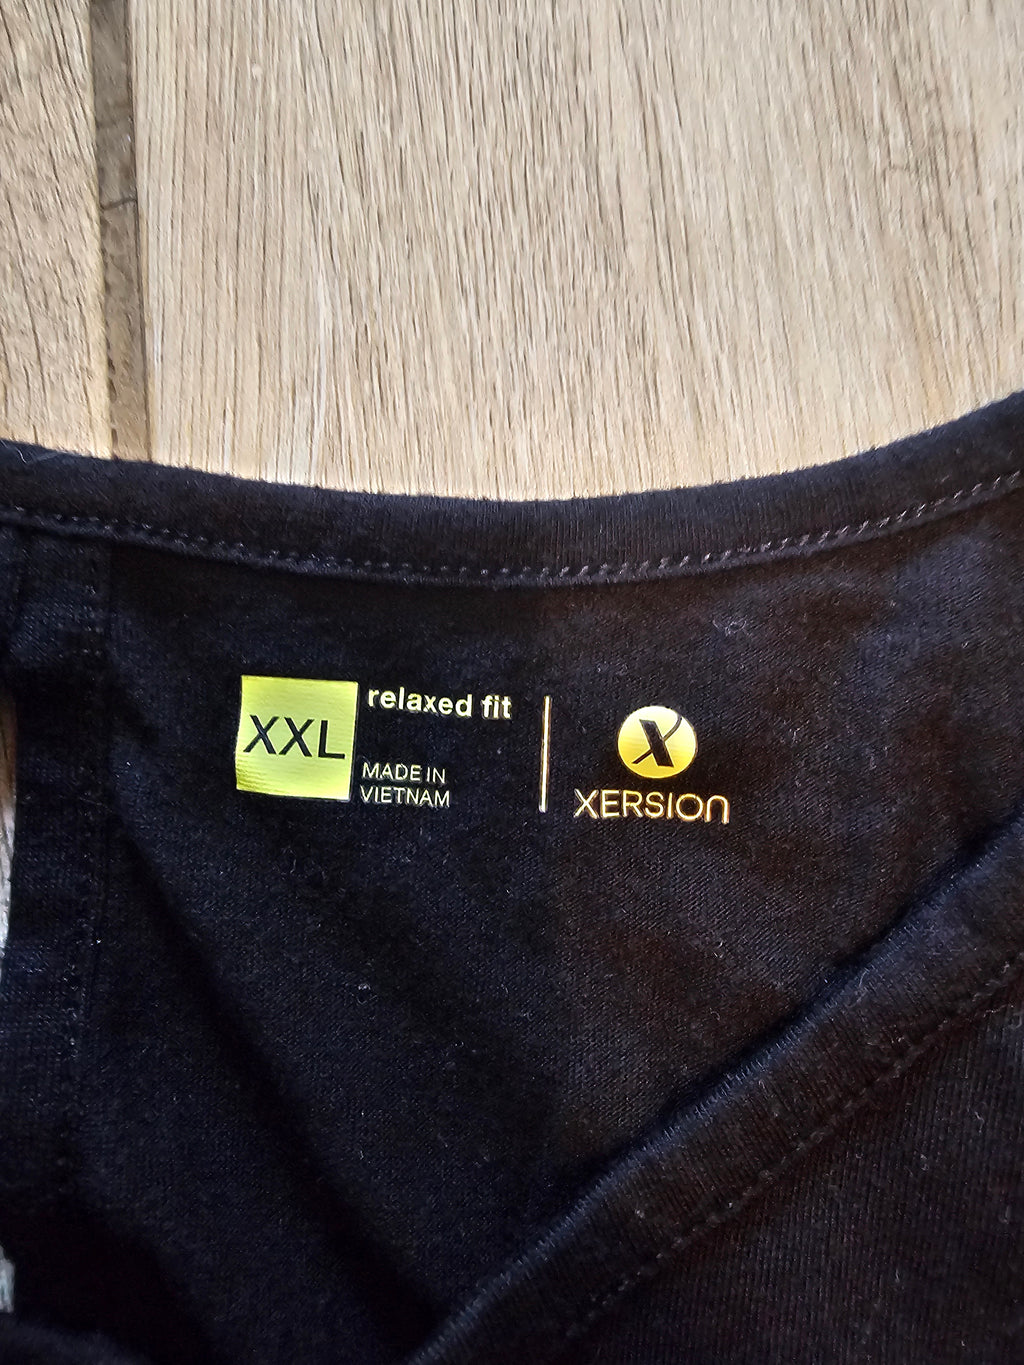 XXL
relaxed fit
MADE IN
VIETNAM
X
XERSION